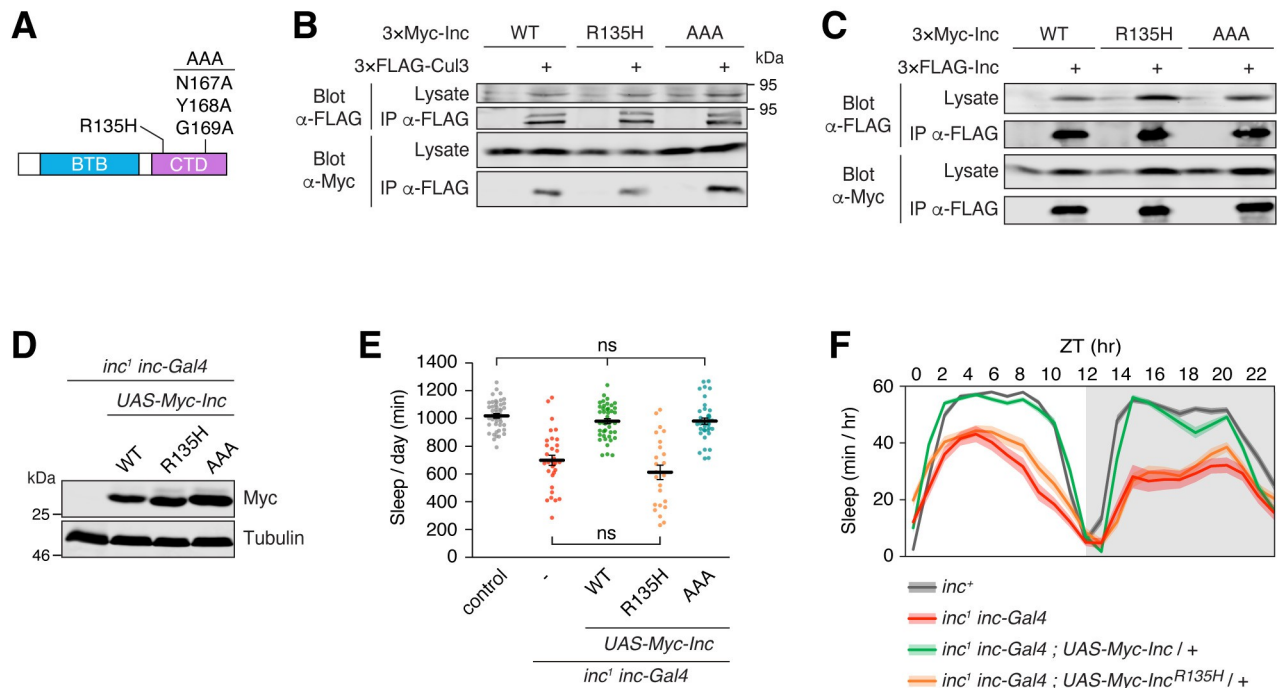 A
AAA
N167A
Y168A
G169A
R135H
BTB
CTD
B
3×Myc-Inc WT R135H AAA
3×FLAG-Cul3 + + + kDa
Blot α-FLAG
Lysate 95
IP α-FLAG 95
Blot α-Myc
Lysate
IP α-FLAG
C
3×Myc-Inc WT R135H AAA
3×FLAG-Inc + + +
Blot α-FLAG
Lysate
IP α-FLAG
Blot α-Myc
Lysate
IP α-FLAG
D
inc¹ inc-Gal4
UAS-Myc-Inc
WT R135H AAA
kDa
Myc
25
Tubulin
46
E
Sleep / day (min)
1400
1200
1000
800
600
400
200
0
ns
ns
control - WT R135H AAA
UAS-Myc-Inc
inc¹ inc-Gal4
F
ZT (hr)
0 2 4 6 8 10 12 14 16 18 20 22
Sleep (min / hr)
60
40
20
0
inc⁺
inc¹ inc-Gal4
inc¹ inc-Gal4 ; UAS-Myc-Inc / +
inc¹ inc-Gal4 ; UAS-Myc-Incᴿ¹³⁵ᴴ / +